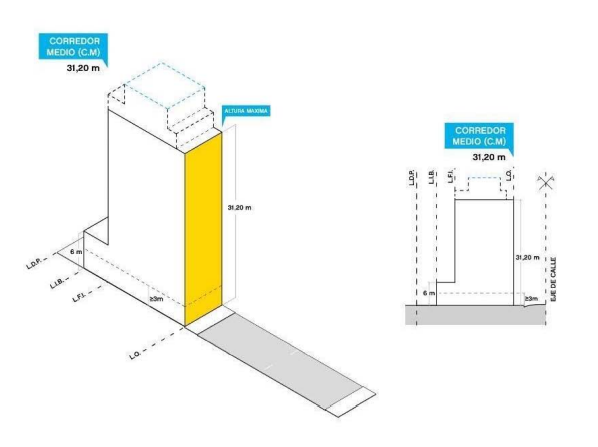 CORREDOR
MEDIO (C.M)
31,20 m
ALTURA MAXIMA
31,20 m
6 m
≥3m
L.D.P.
L.I.B.
L.F.I.
L.O.
CORREDOR
MEDIO (C.M)
31,20 m
L.D.P.
L.I.B.
L.F.I.
L.O.
31,20 m
6 m
≥3m
EJE DE CALLE